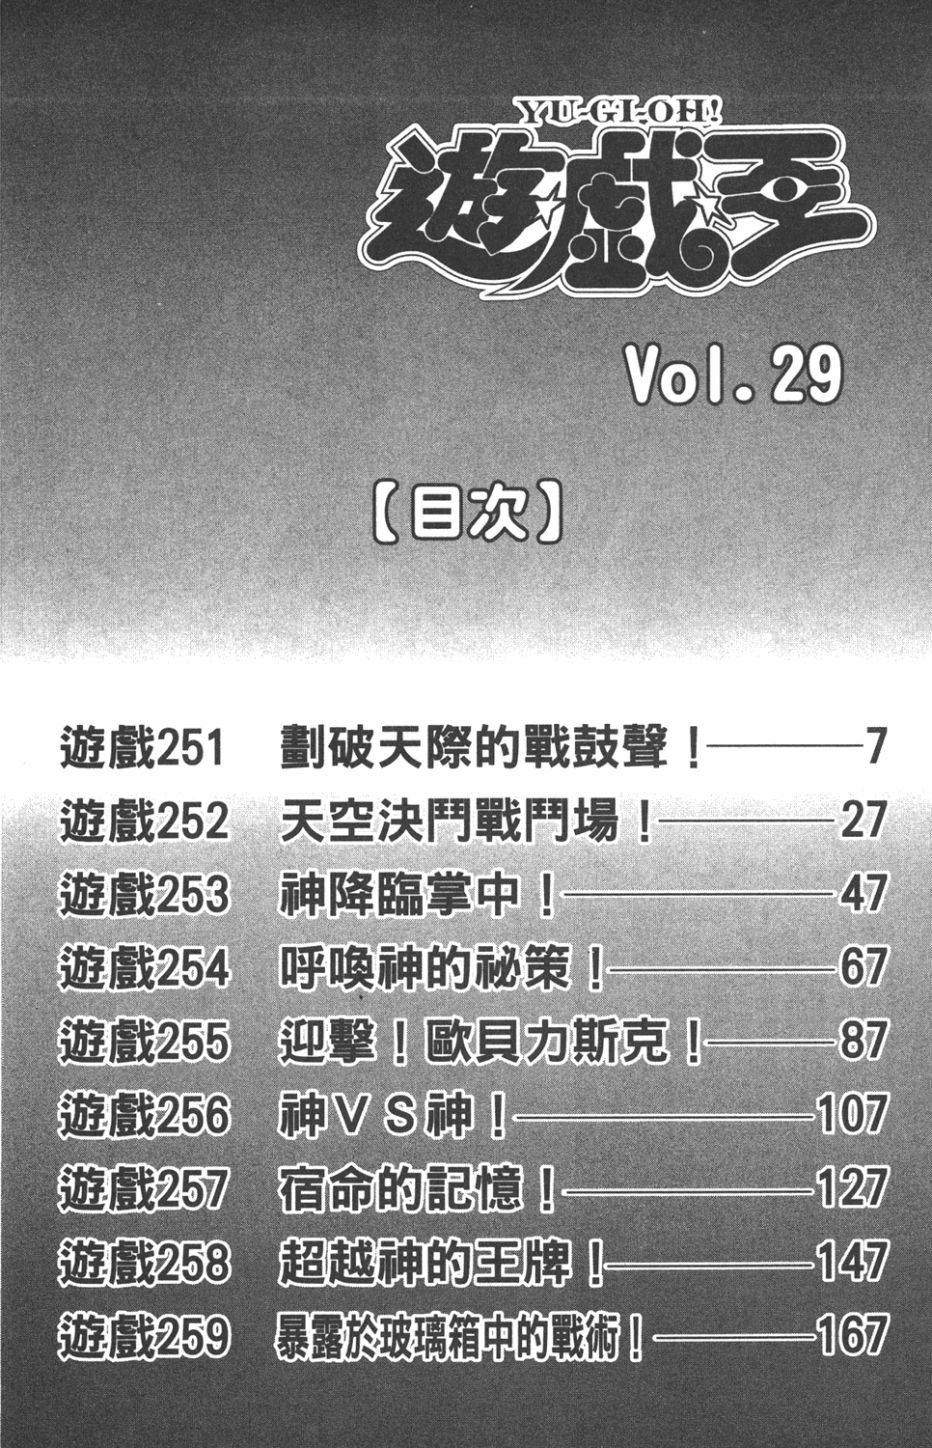 YU-GI-OH!
遊戲王
Vol.29
【目次】
遊戲251 劃破天際的戰鼓聲！ 7
遊戲252 天空決鬥戰鬥場！ 27
遊戲253 神降臨掌中！ 47
遊戲254 呼喚神的祕策！ 67
遊戲255 迎擊！歐貝力斯克！ 87
遊戲256 神ＶＳ神！ 107
遊戲257 宿命的記憶！ 127
遊戲258 超越神的王牌！ 147
遊戲259 暴露於玻璃箱中的戰術！ 167